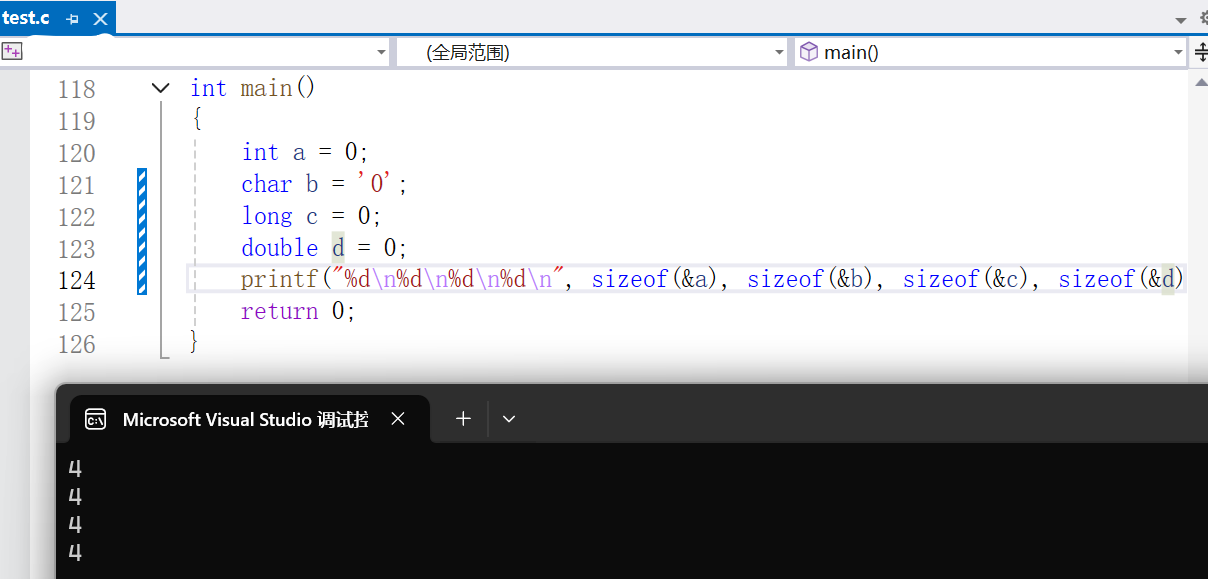 test.c
(全局范围)
main()
118 int main()
119 {
120 int a = 0;
121 char b = '0';
122 long c = 0;
123 double d = 0;
124 printf("%d\n%d\n%d\n%d\n", sizeof(&a), sizeof(&b), sizeof(&c), sizeof(&d)
125 return 0;
126 }
Microsoft Visual Studio 调试控
4
4
4
4